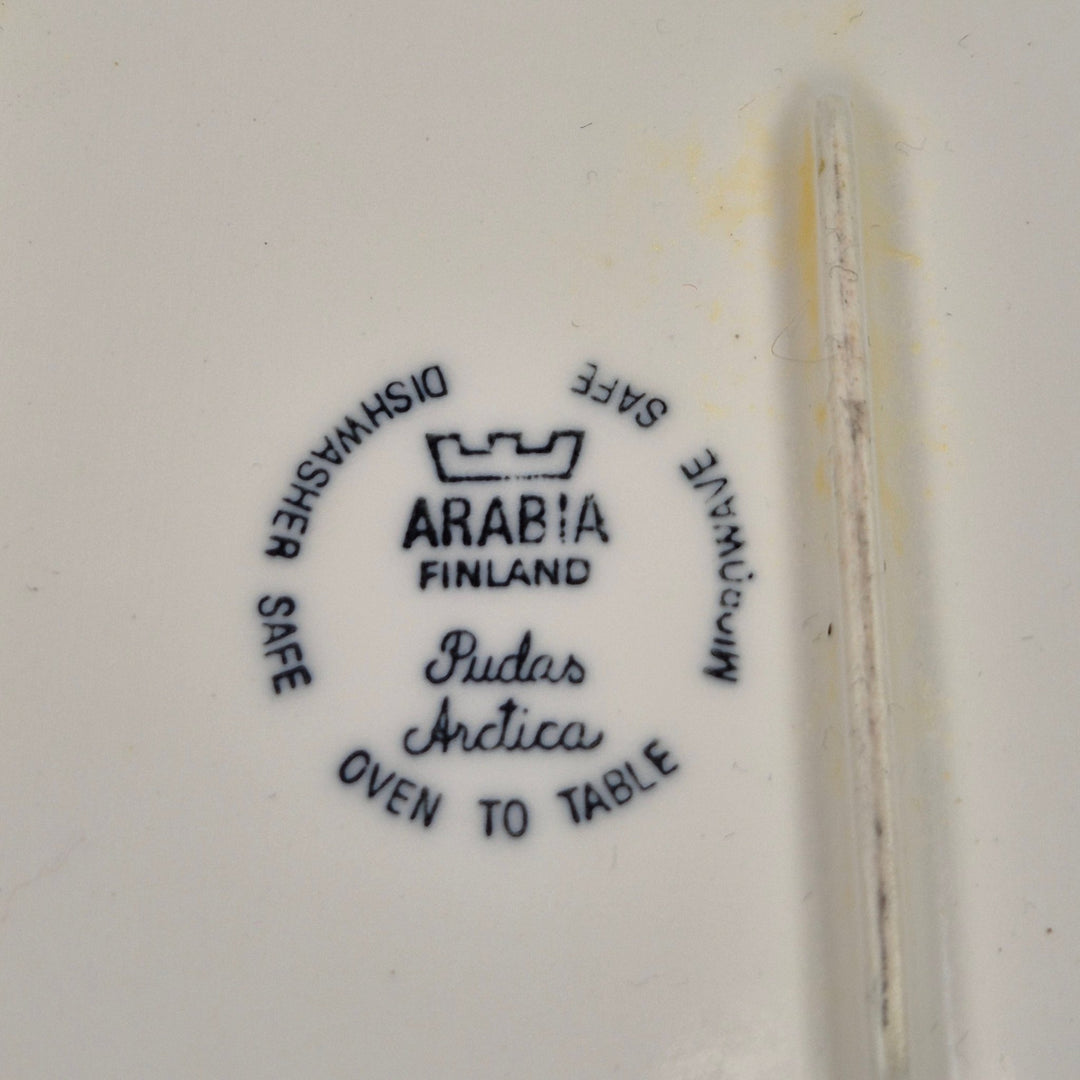 ARABIA
FINLAND
Pudas
Arctica
DISHWASHER SAFE
OVEN TO TABLE
MICROWAVE SAFE